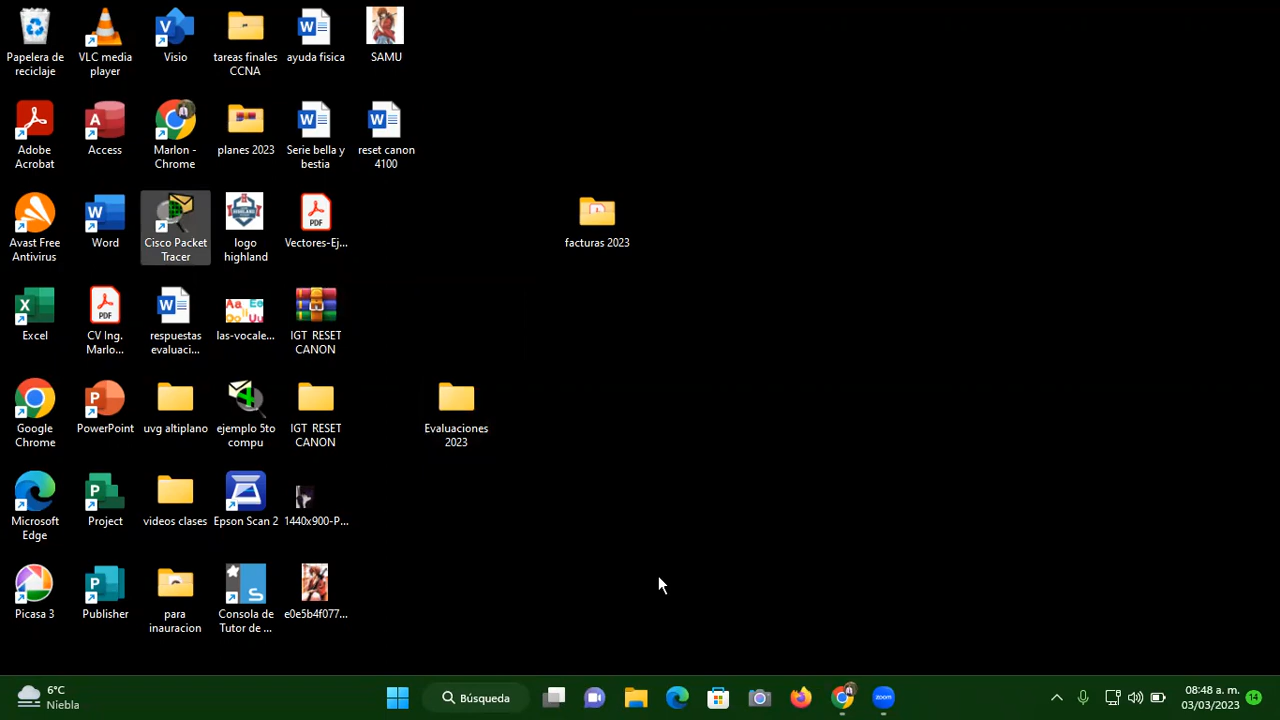 Papelera de
reciclaje
VLC media
player
Visio
tareas finales
CCNA
ayuda fisica
SAMU
Adobe
Acrobat
Access
Marlon -
Chrome
planes 2023
Serie bella y
bestia
reset canon
4100
Avast Free
Antivirus
Word
Cisco Packet
Tracer
logo
highland
Vectores-Ej...
facturas 2023
Excel
CV Ing.
Marlo...
respuestas
evaluaci...
las-vocale...
IGT RESET
CANON
Google
Chrome
PowerPoint
uvg altiplano
ejemplo 5to
compu
IGT RESET
CANON
Evaluaciones
2023
Microsoft
Edge
Project
videos clases
Epson Scan 2
1440x900-P...
Picasa 3
Publisher
para
inauracion
Consola de
Tutor de ...
e0e5b4f077...
6°C
Niebla
Búsqueda
zoom
08:48 a. m.
03/03/2023
14